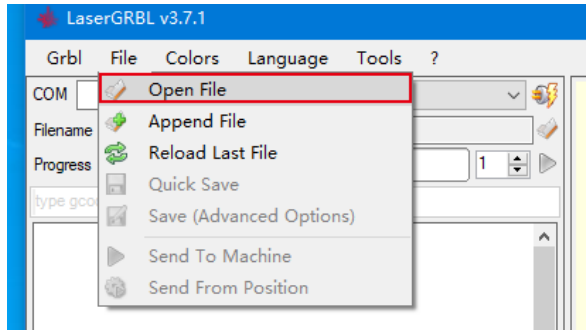 LaserGRBL v3.7.1
Grbl File Colors Language Tools ?
COM
Open File
Filename
Append File
Progress
Reload Last File
1
Quick Save
type gco
Save (Advanced Options)
Send To Machine
Send From Position